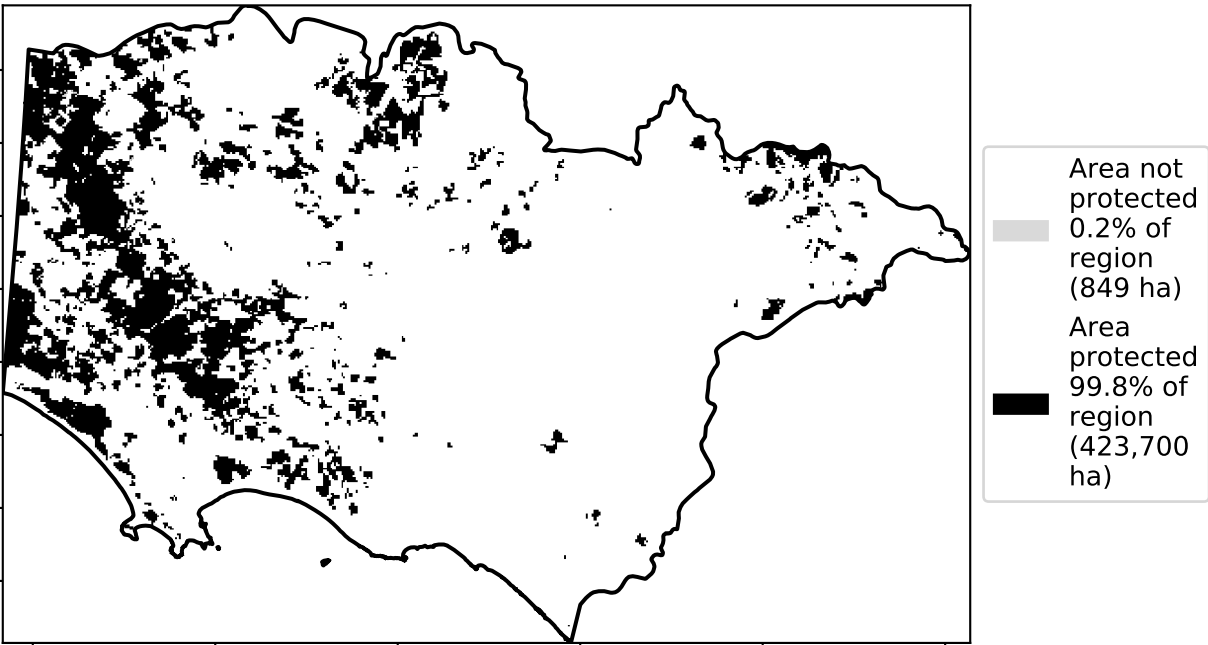 Area not
protected
0.2% of
region
(849 ha)
Area
protected
99.8% of
region
(423,700
ha)